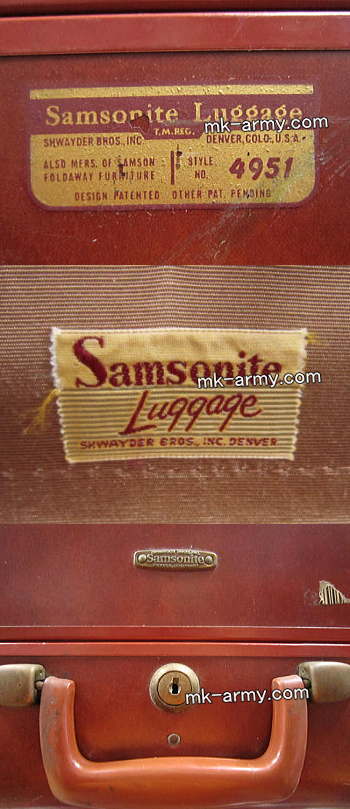 Samsonite Luggage
T.M. REG.
mk-army.com
SHWAYDER BROS., INC.
DENVER, COLO., U.S.A.
ALSO MFRS. OF SAMSON
FOLDAWAY FURNITURE
STYLE
NO.
4951
DESIGN PATENTED OTHER PAT. PENDING
Samsonite
mk-army.com
Luggage
SHWAYDER BROS., INC. DENVER
Samsonite
mk-army.com